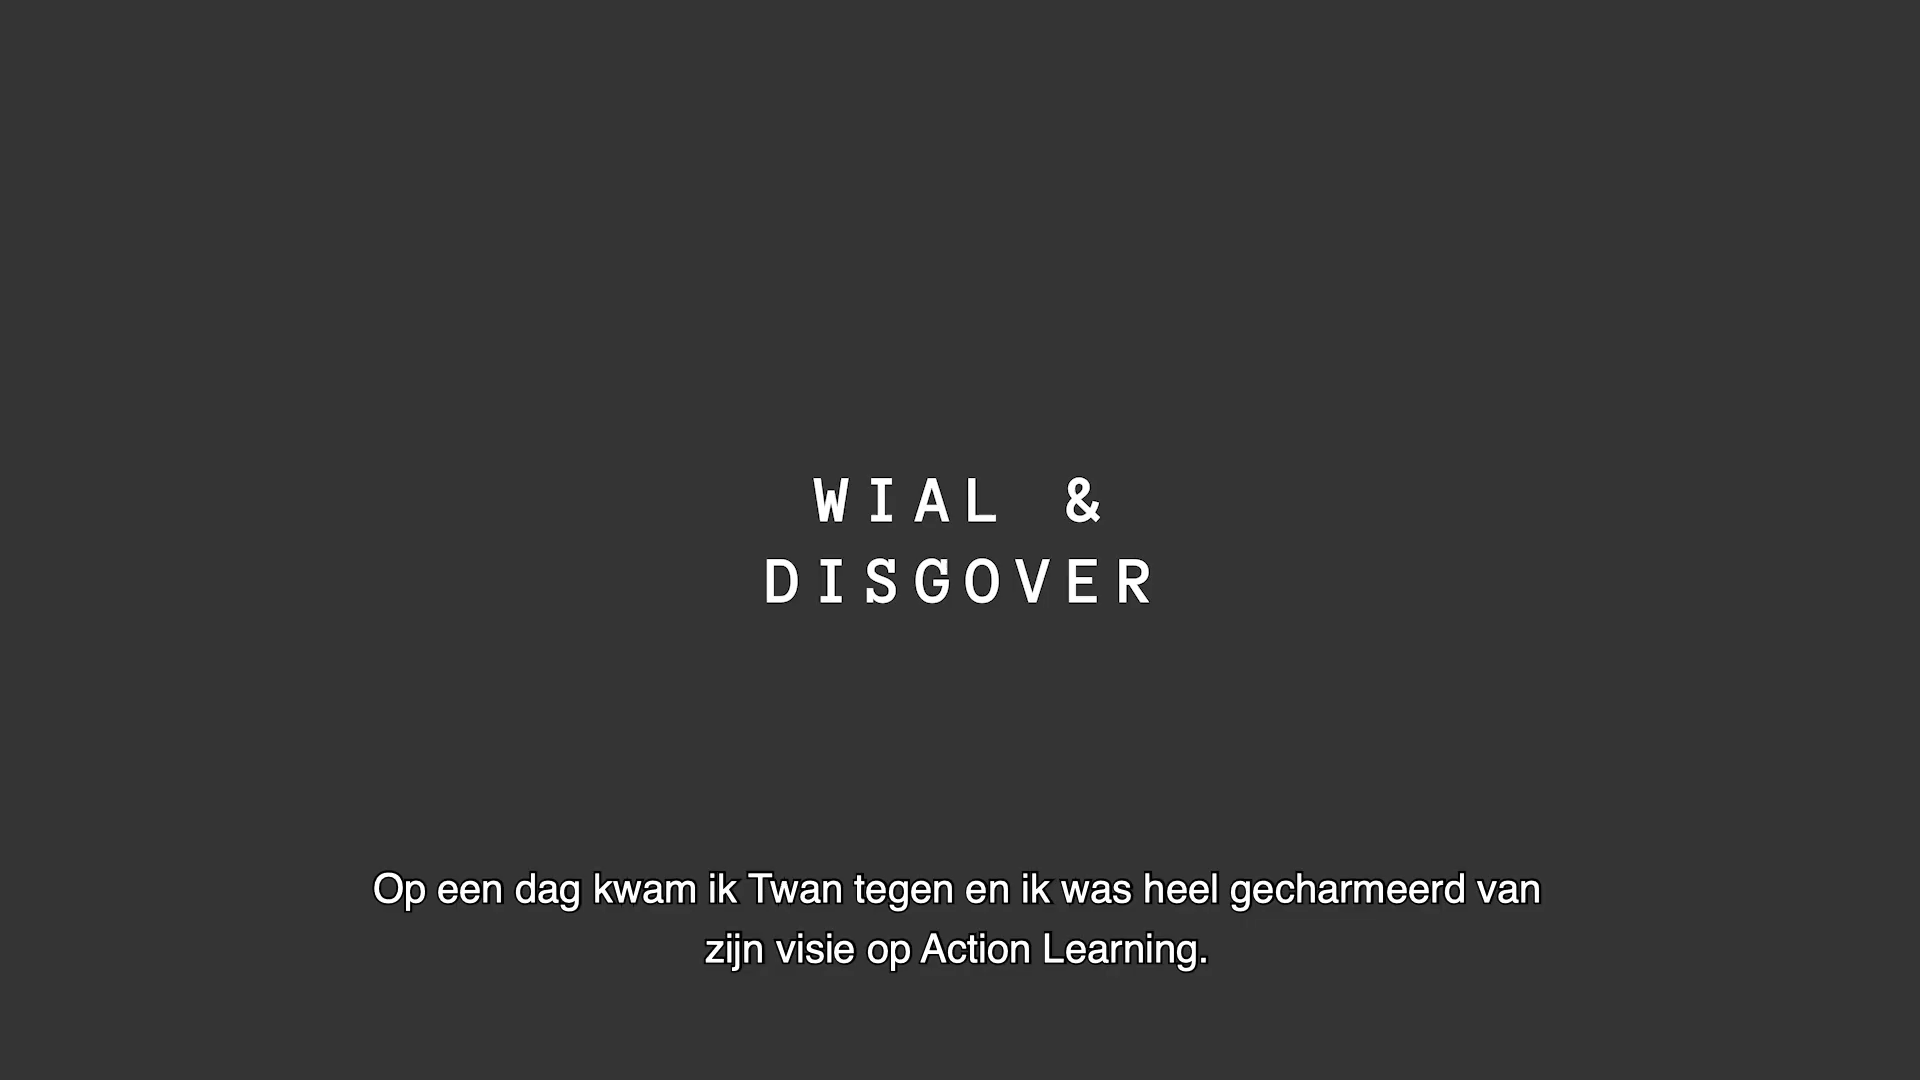 WIAL &
DISGOVER
Op een dag kwam ik Twan tegen en ik was heel gecharmeerd van
zijn visie op Action Learning.